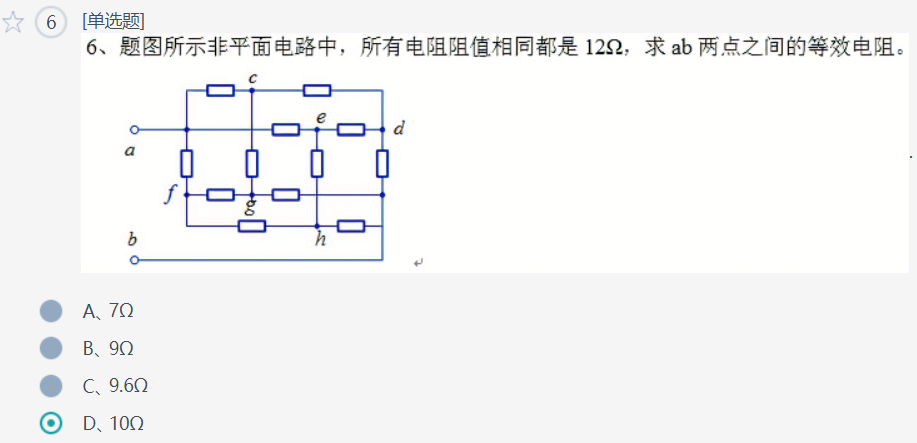 6 [单选题]
6、题图所示非平面电路中，所有电阻阻值相同都是 12Ω，求 ab 两点之间的等效电阻。
c
e
d
a
f
g
b
h
A、7Ω
B、9Ω
C、9.6Ω
D、10Ω